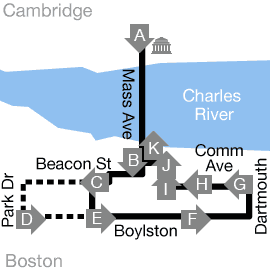 Cambridge
A
Mass Ave
Charles
River
K
B
J
Beacon St
Comm
Ave
C
I
H
G
Park Dr
Dartmouth
D
E
F
Boylston
Boston